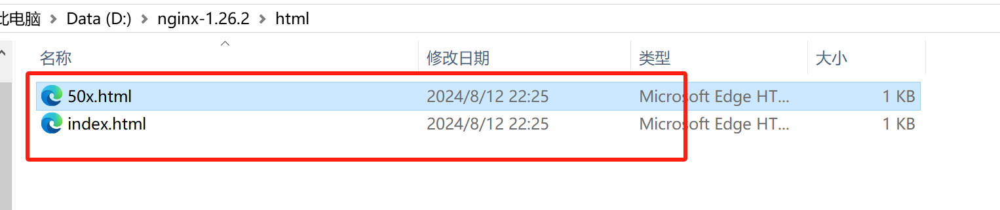 此电脑 > Data (D:) > nginx-1.26.2 > html
名称 修改日期 类型 大小
50x.html 2024/8/12 22:25 Microsoft Edge HT... 1 KB
index.html 2024/8/12 22:25 Microsoft Edge HT... 1 KB